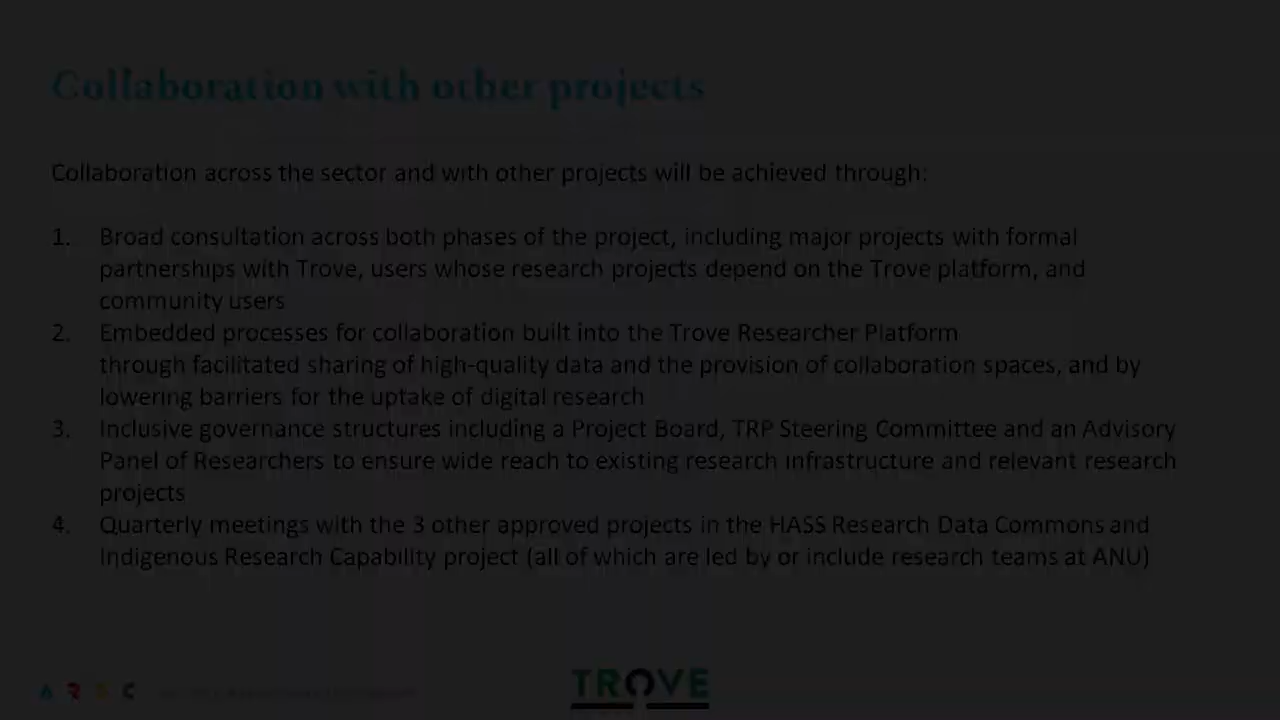 Collaboration with other projects
Collaboration across the sector and with other projects will be achieved through:
1. Broad consultation across both phases of the project, including major projects with formal
partnerships with Trove, users whose research projects depend on the Trove platform, and
community users
2. Embedded processes for collaboration built into the Trove Researcher Platform
through facilitated sharing of high-quality data and the provision of collaboration spaces, and by
lowering barriers for the uptake of digital research
3. Inclusive governance structures including a Project Board, TRP Steering Committee and an Advisory
Panel of Researchers to ensure wide reach to existing research infrastructure and relevant research
projects
4. Quarterly meetings with the 3 other approved projects in the HASS Research Data Commons and
Indigenous Research Capability project (all of which are led by or include research teams at ANU)
TROVE